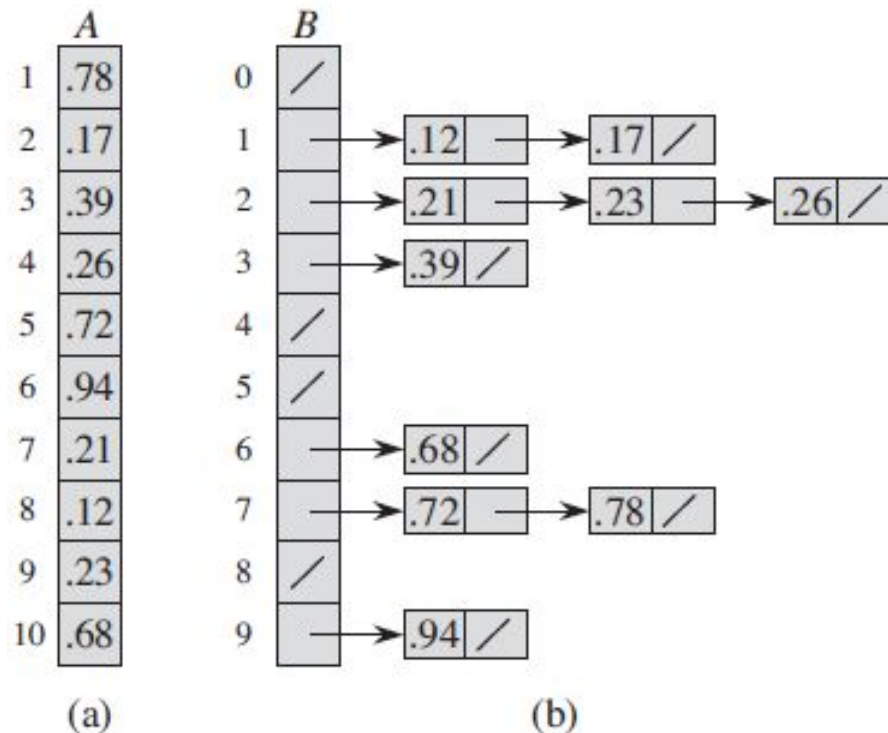 A B
1 .78 0 /
2 .17 1 .12 .17 /
3 .39 2 .21 .23 .26 /
4 .26 3 .39 /
5 .72 4 /
6 .94 5 /
7 .21 6 .68 /
8 .12 7 .72 .78 /
9 .23 8 /
10 .68 9 .94 /
(a) (b)